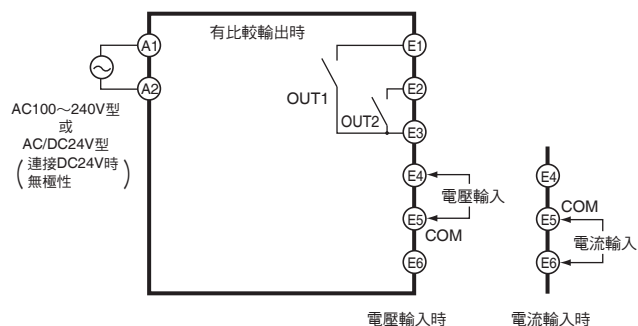 有比較輸出時
A1
A2
AC100～240V型
或
AC/DC24V型
(連接DC24V時
無極性)
OUT1
OUT2
E1
E2
E3
E4
電壓輸入
E5
COM
E6
電壓輸入時
E4
COM
E5
電流輸入
E6
電流輸入時